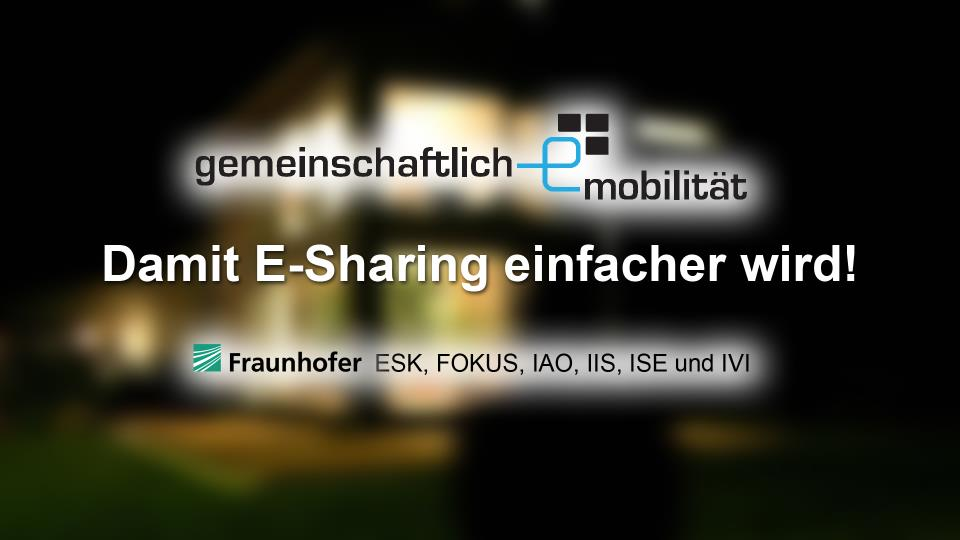 gemeinschaftlich e mobilität
Damit E-Sharing einfacher wird!
Fraunhofer ESK, FOKUS, IAO, IIS, ISE und IVI